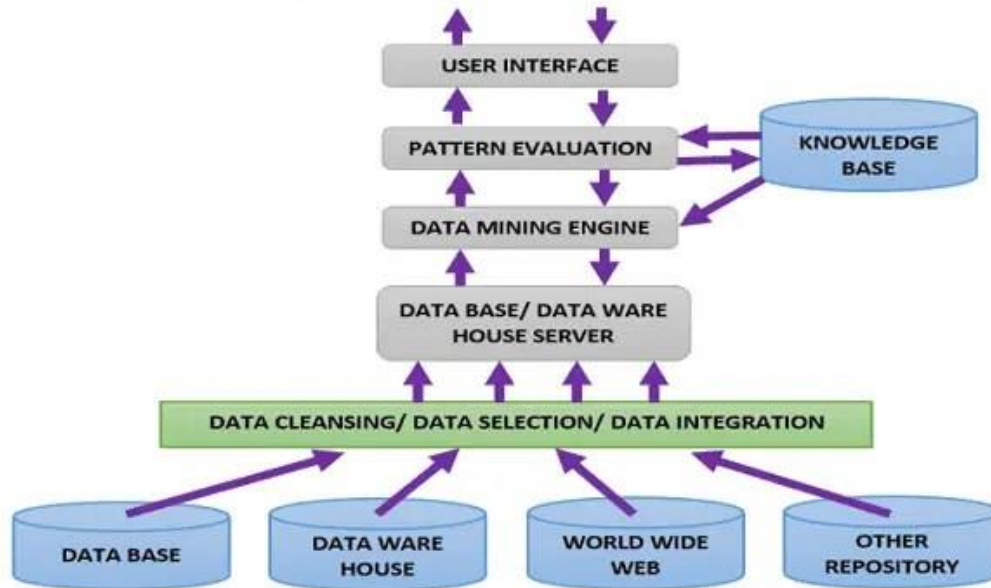 USER INTERFACE
PATTERN EVALUATION
KNOWLEDGE
BASE
DATA MINING ENGINE
DATA BASE/ DATA WARE
HOUSE SERVER
DATA CLEANSING/ DATA SELECTION/ DATA INTEGRATION
DATA BASE
DATA WARE
HOUSE
WORLD WIDE
WEB
OTHER
REPOSITORY